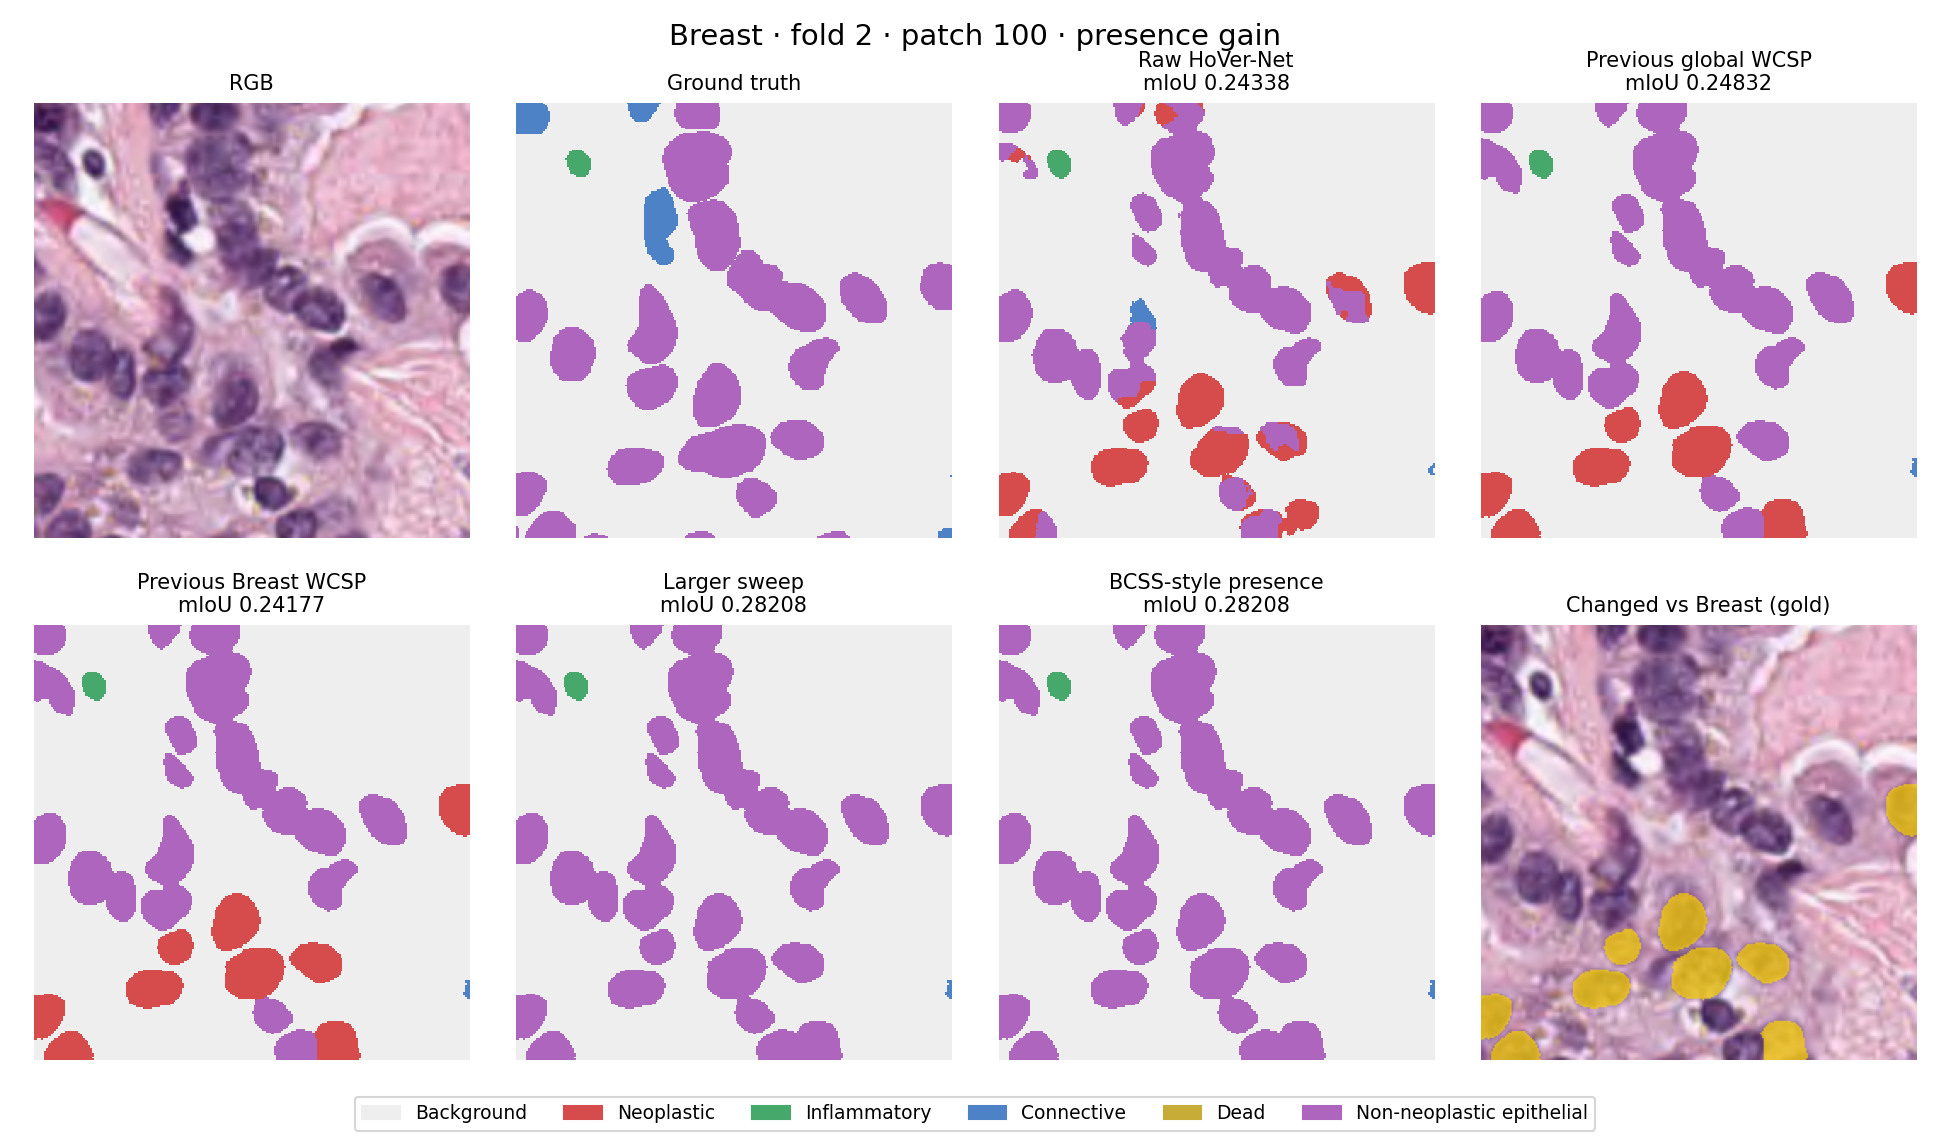 Breast · fold 2 · patch 100 · presence gain
RGB
Ground truth
Raw HoVer-Net
mIoU 0.24338
Previous global WCSP
mIoU 0.24832
Previous Breast WCSP
mIoU 0.24177
Larger sweep
mIoU 0.28208
BCSS-style presence
mIoU 0.28208
Changed vs Breast (gold)
Background
Neoplastic
Inflammatory
Connective
Dead
Non-neoplastic epithelial